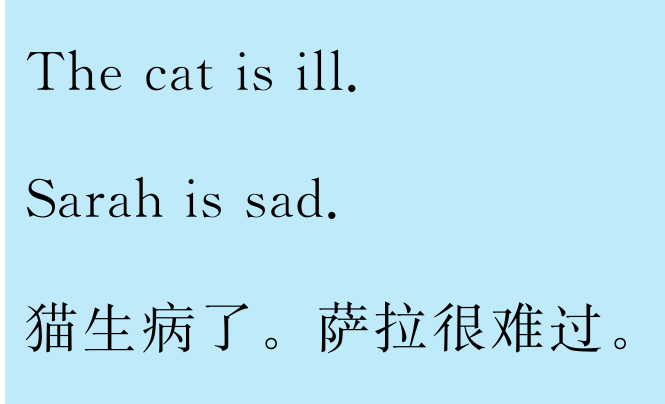 The cat is ill.
Sarah is sad.
猫生病了。萨拉很难过。